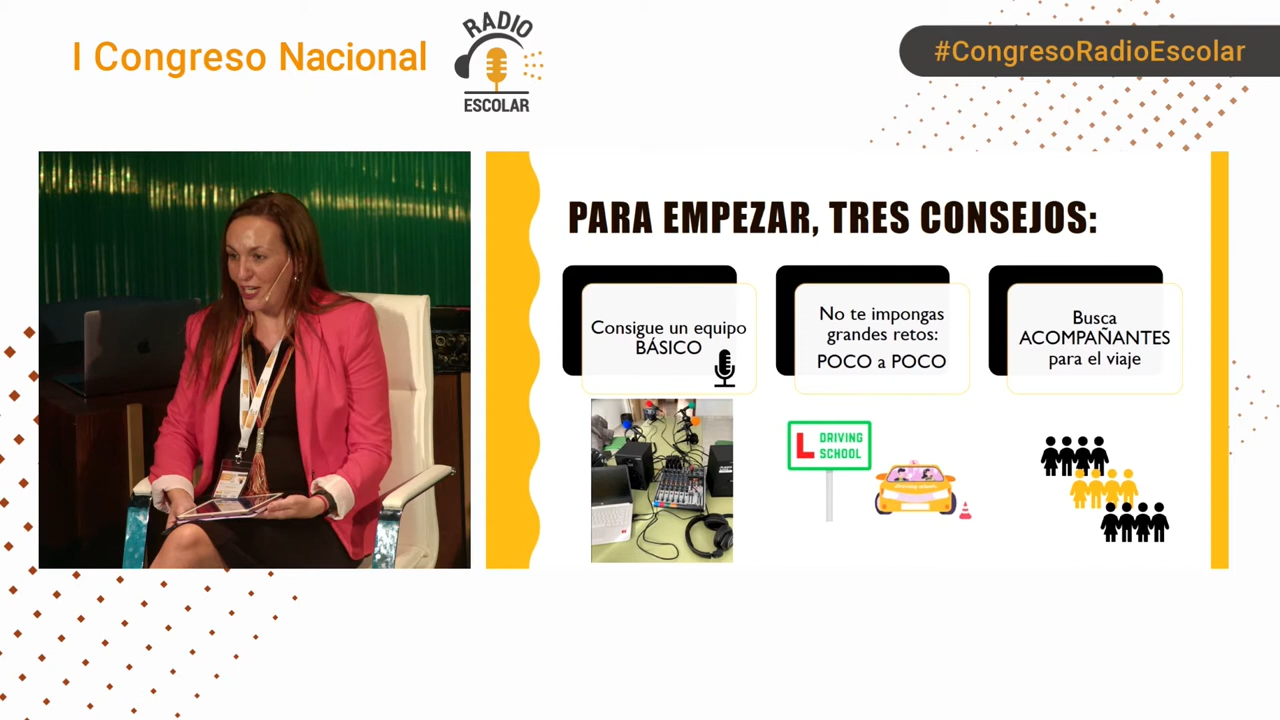 I Congreso Nacional
RADIO
ESCOLAR
#CongresoRadioEscolar
PARA EMPEZAR, TRES CONSEJOS:
Consigue un equipo
BÁSICO
No te impongas
grandes retos:
POCO a POCO
Busca
ACOMPAÑANTES
para el viaje
L DRIVING
SCHOOL